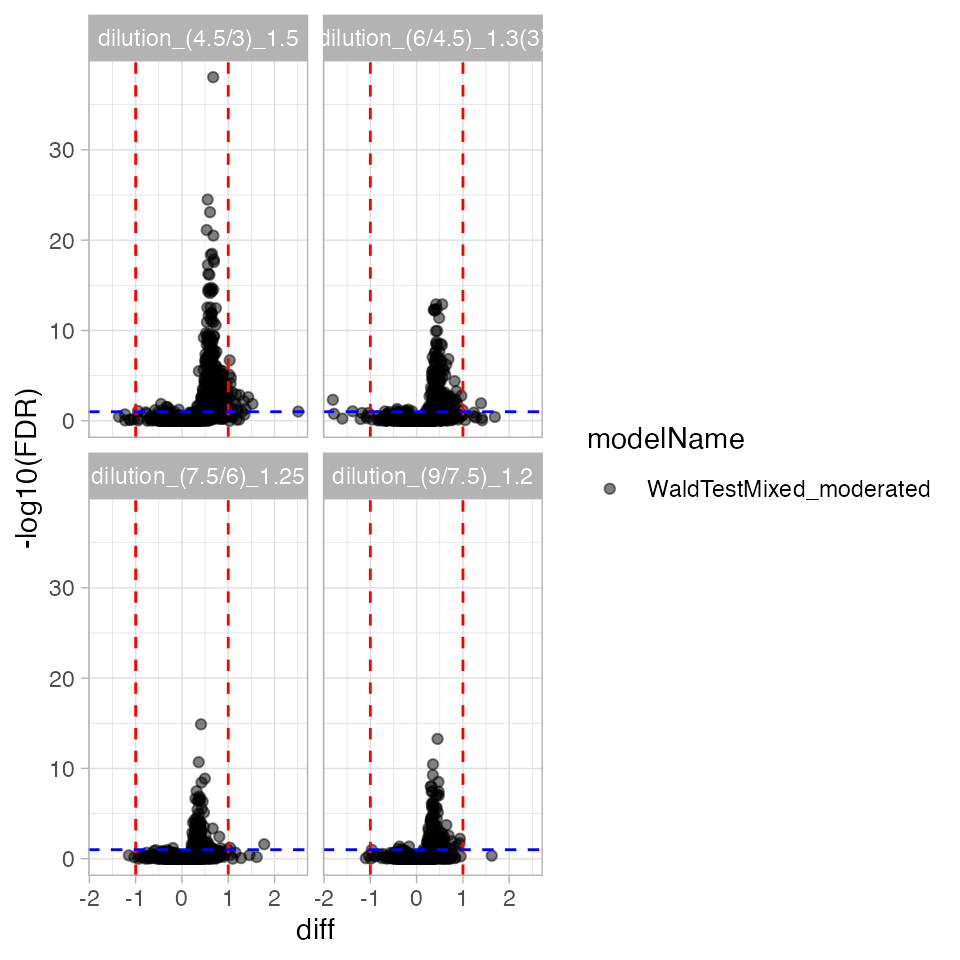 dilution_(4.5/3)_1.5
dilution_(6/4.5)_1.3(3)
30
20
10
0
-log10(FDR)
modelName
WaldTestMixed_moderated
dilution_(7.5/6)_1.25
dilution_(9/7.5)_1.2
30
20
10
0
-2 -1 0 1 2
-2 -1 0 1 2
diff